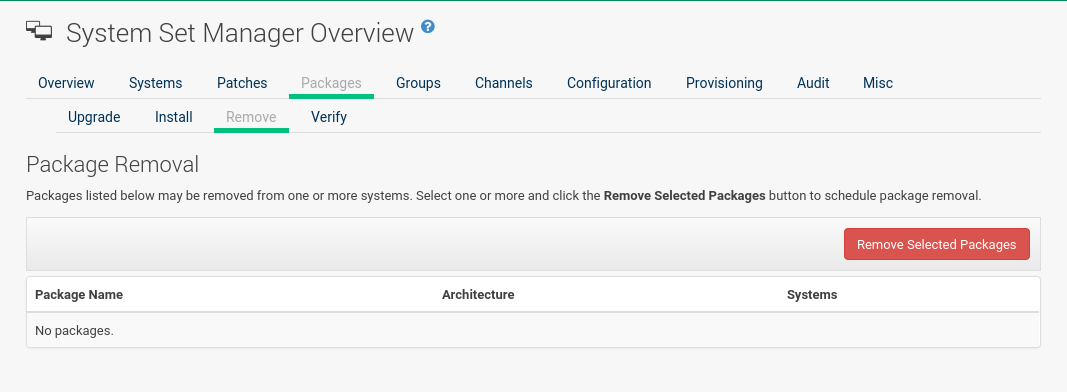 System Set Manager Overview ?
Overview Systems Patches Packages Groups Channels Configuration Provisioning Audit Misc
Upgrade Install Remove Verify
Package Removal
Packages listed below may be removed from one or more systems. Select one or more and click the Remove Selected Packages button to schedule package removal.
Remove Selected Packages
Package Name Architecture Systems
No packages.